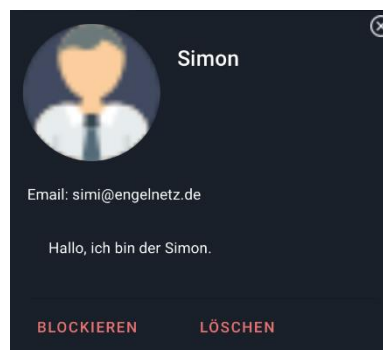 Simon
Email: simi@engelnetz.de
Hallo, ich bin der Simon.
BLOCKIEREN LÖSCHEN